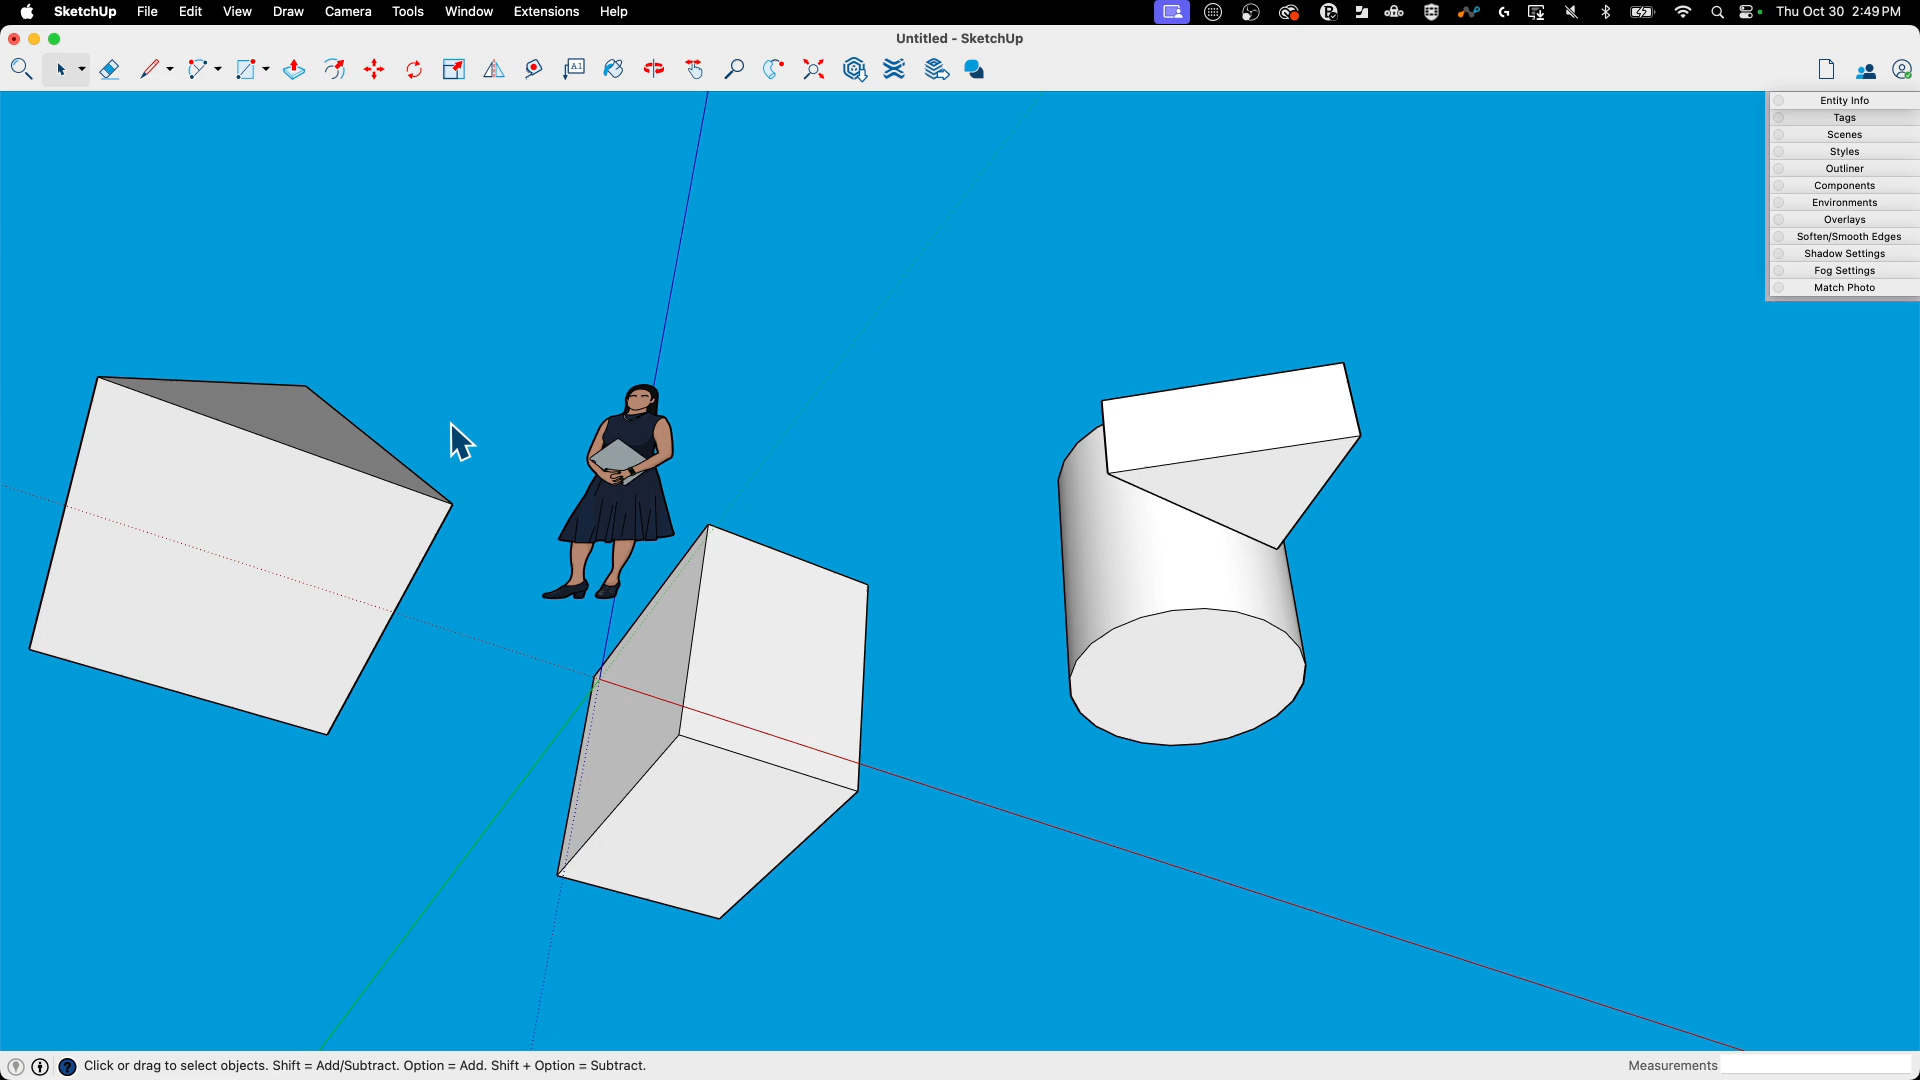 SketchUp File Edit View Draw Camera Tools Window Extensions Help Thu Oct 30 2:49 PM
Untitled - SketchUp
A1
Entity Info
Tags
Scenes
Styles
Outliner
Components
Environments
Overlays
Soften/Smooth Edges
Shadow Settings
Fog Settings
Match Photo
Click or drag to select objects. Shift = Add/Subtract. Option = Add. Shift + Option = Subtract. Measurements